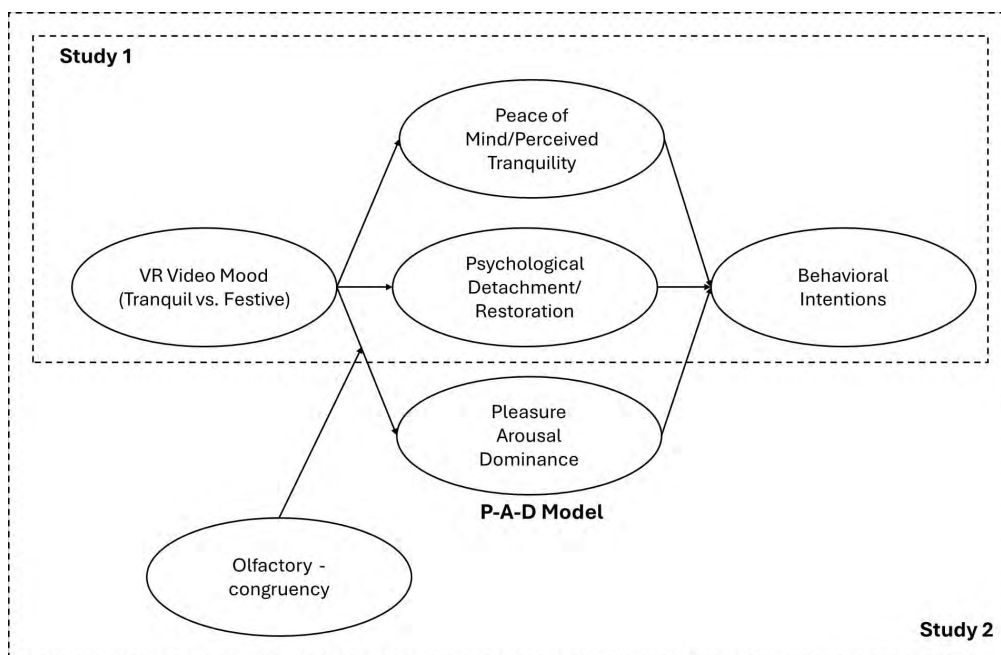 Study 1
Peace of
Mind/Perceived
Tranquility
VR Video Mood
(Tranquil vs. Festive)
Psychological
Detachment/
Restoration
Behavioral
Intentions
Pleasure
Arousal
Dominance
P-A-D Model
Olfactory -
congruency
Study 2